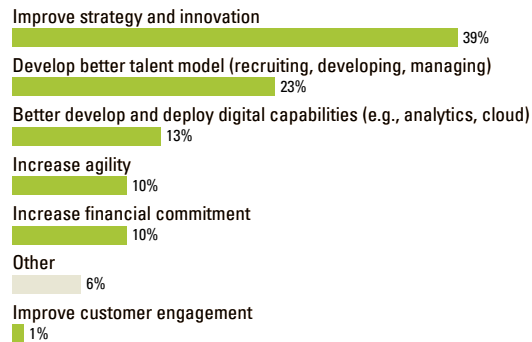 Improve strategy and innovation
39%
Develop better talent model (recruiting, developing, managing)
23%
Better develop and deploy digital capabilities (e.g., analytics, cloud)
13%
Increase agility
10%
Increase financial commitment
10%
Other
6%
Improve customer engagement
1%